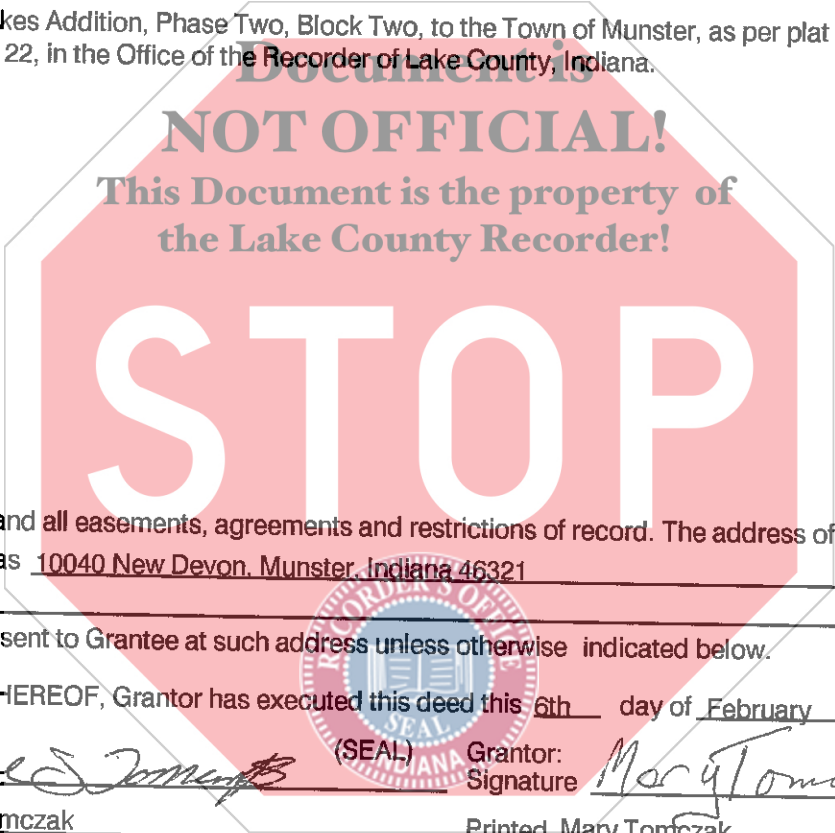 kes Addition, Phase Two, Block Two, to the Town of Munster, as per plat
22, in the Office of the Recorder of Lake County, Indiana.
Document is
NOT OFFICIAL!
This Document is the property of
the Lake County Recorder!
STOP
and all easements, agreements and restrictions of record. The address of
as 10040 New Devon, Munster, Indiana 46321
sent to Grantee at such address unless otherwise indicated below.
HEREOF, Grantor has executed this deed this 6th day of February
RECORDER'S OFFICE
SEAL
INDIANA
(SEAL) Grantor:
Signature Mary Tomc
mczak
Printed Mary Tomczak